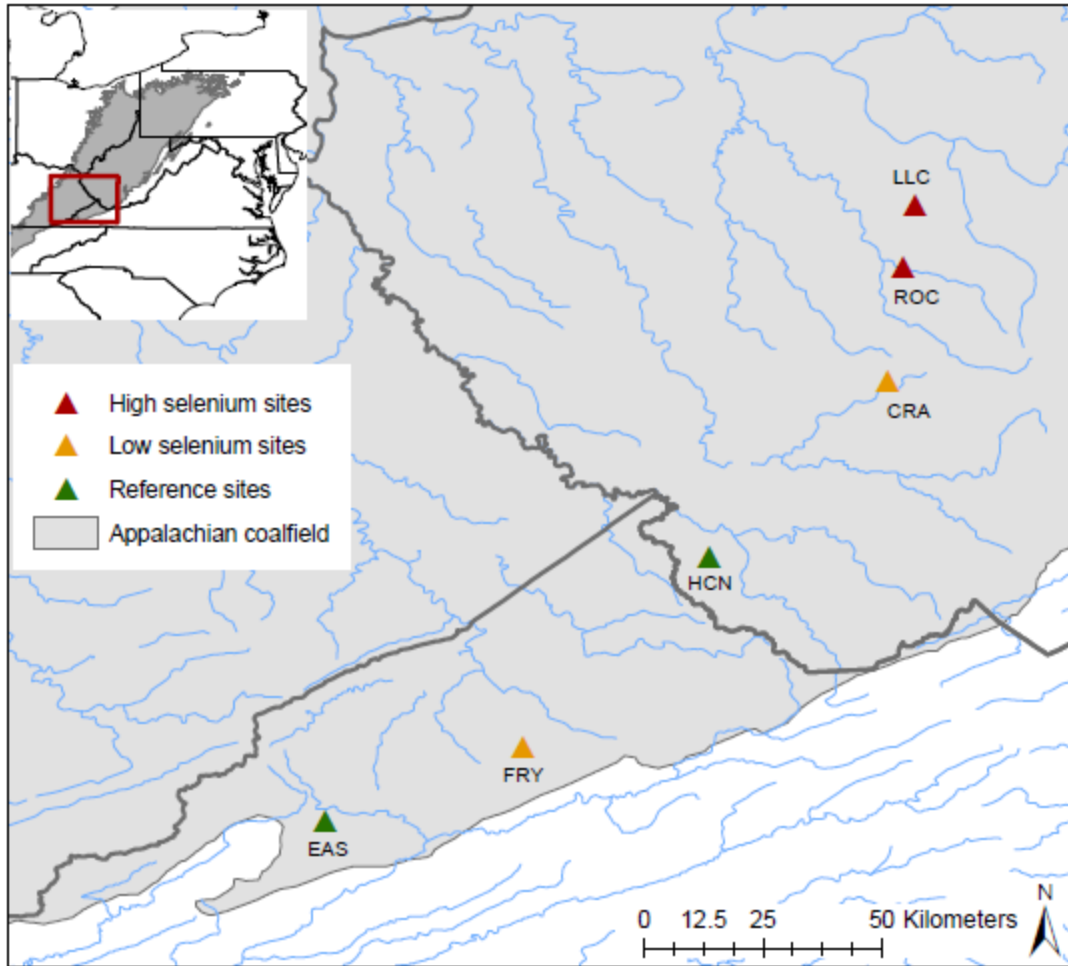 LLC
ROC
High selenium sites
Low selenium sites
CRA
Reference sites
Appalachian coalfield
HCN
FRY
EAS
N
0 12.5 25 50 Kilometers